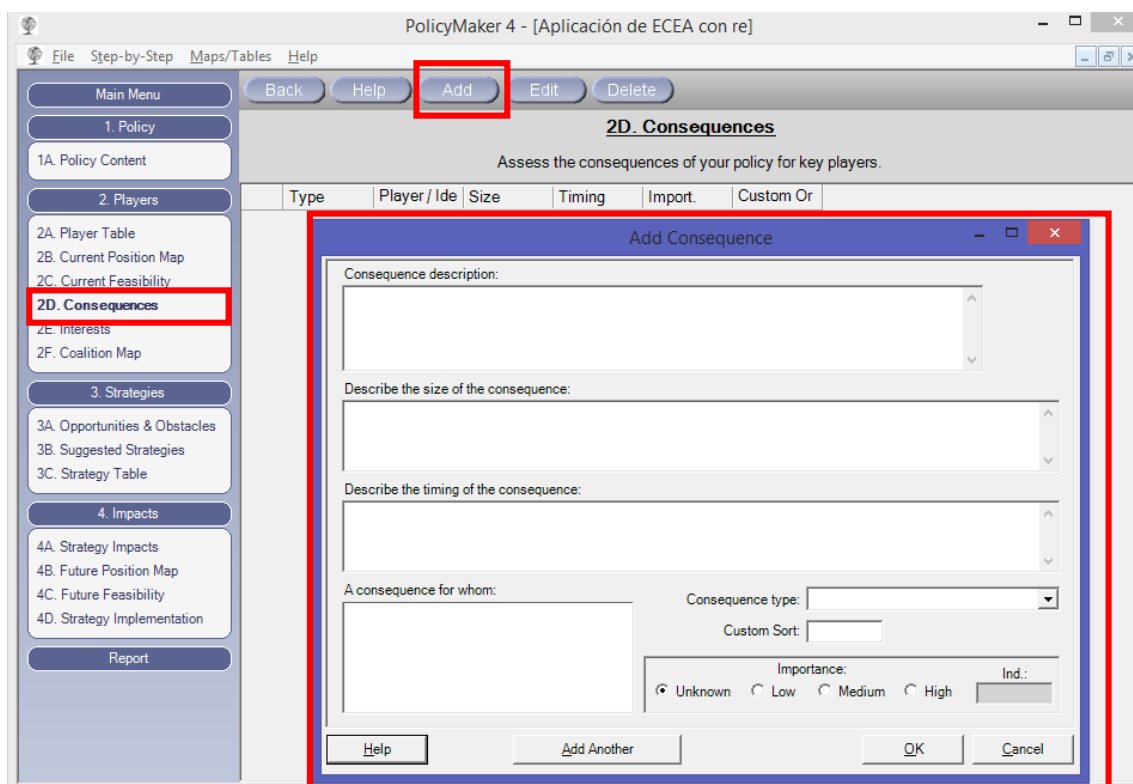 PolicyMaker 4 - [Aplicación de ECEA con re]
File Step-by-Step Maps/Tables Help
Main Menu
1. Policy
1A. Policy Content
2. Players
2A. Player Table
2B. Current Position Map
2C. Current Feasibility
2D. Consequences
2E. Interests
2F. Coalition Map
3. Strategies
3A. Opportunities & Obstacles
3B. Suggested Strategies
3C. Strategy Table
4. Impacts
4A. Strategy Impacts
4B. Future Position Map
4C. Future Feasibility
4D. Strategy Implementation
Report
Back Help Add Edit Delete
2D. Consequences
Assess the consequences of your policy for key players.
Type Player / Ide Size Timing Import. Custom Or
Add Consequence
Consequence description:
Describe the size of the consequence:
Describe the timing of the consequence:
A consequence for whom:
Consequence type:
Custom Sort:
Importance:
Unknown Low Medium High
Ind.:
Help Add Another OK Cancel